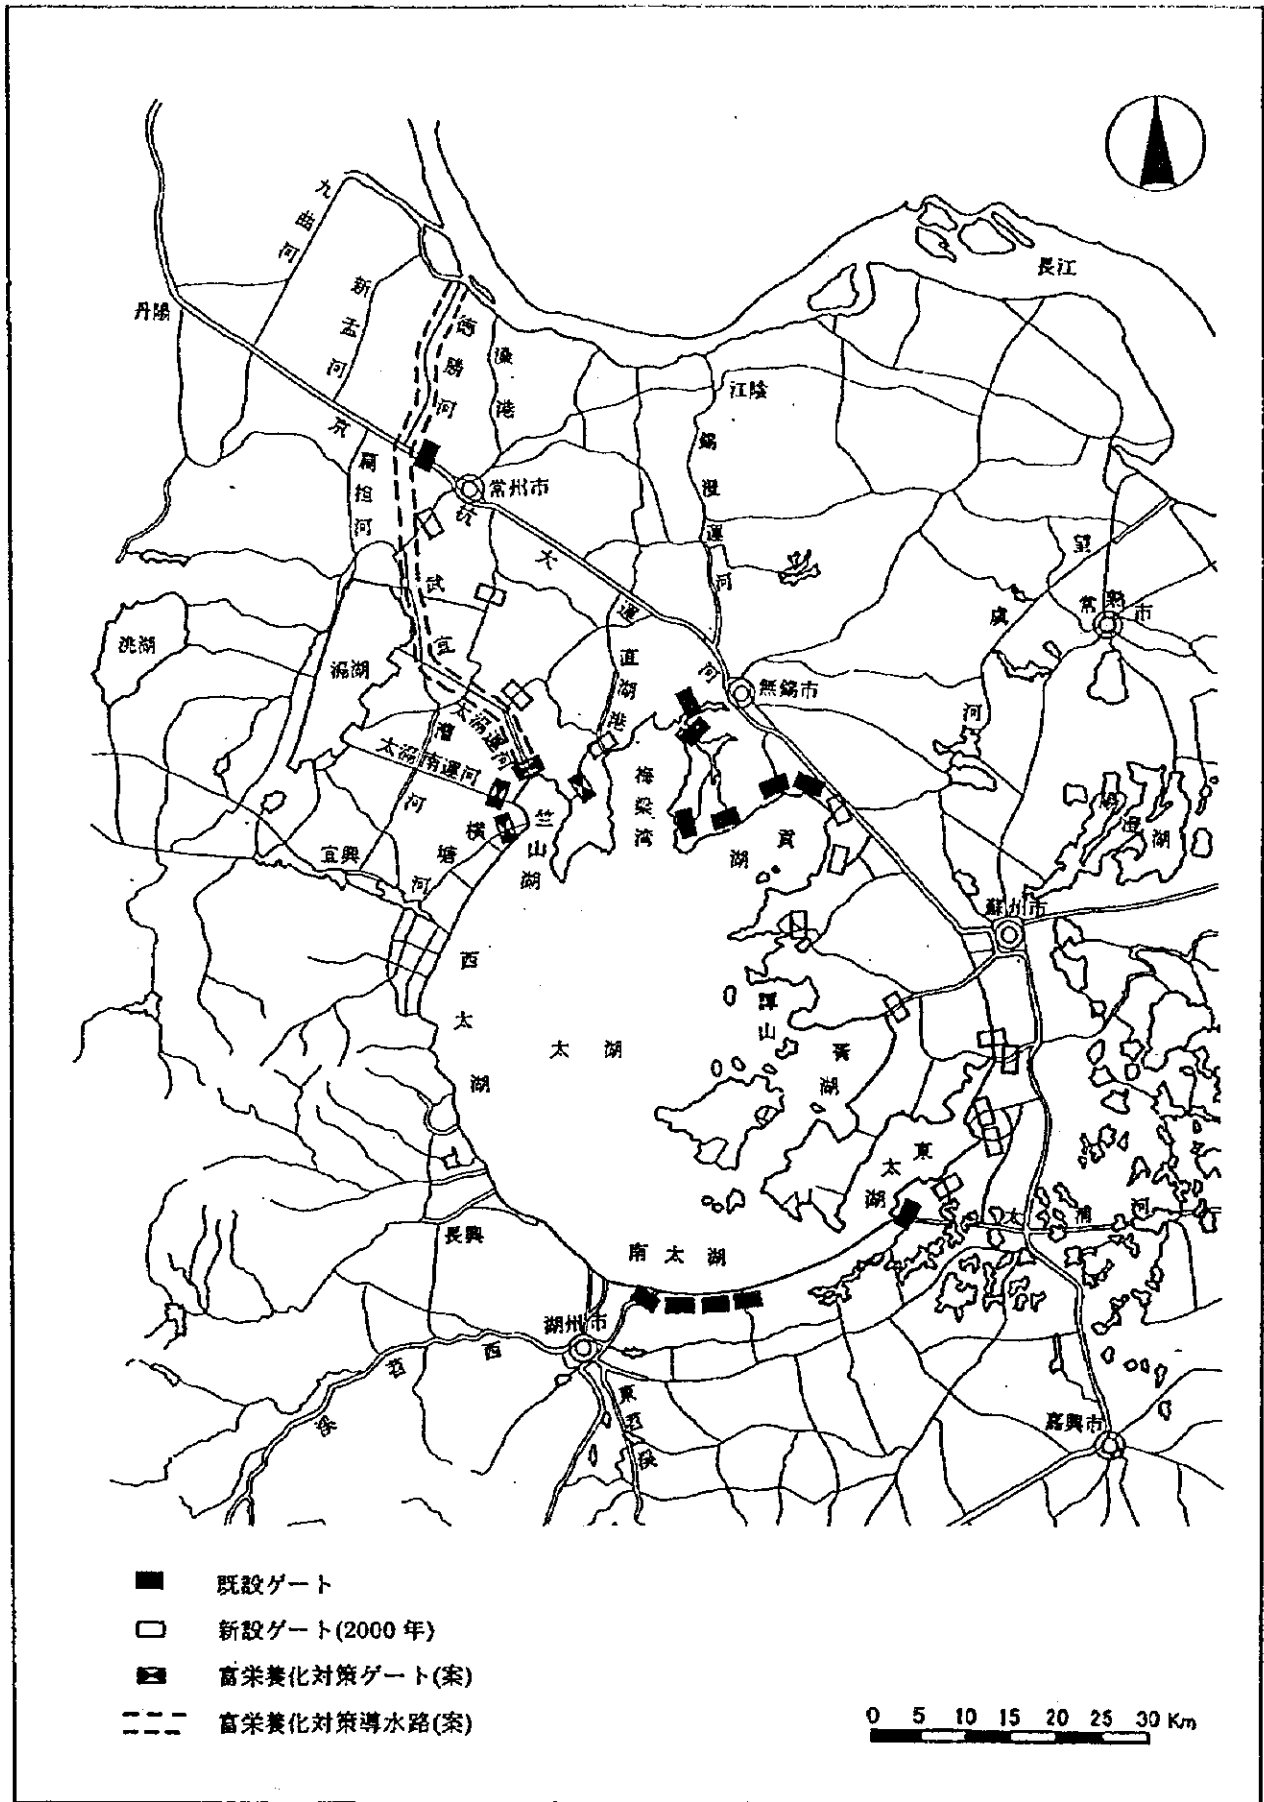 長江
九曲河
新孟河
丹陽
徳勝河
澡港
江陰
京杭大運河
扁担河
錫澄運河
常州市
望虞河
武宜漕河
常熟市
洮湖
滆湖
直湖港
無錫市
太滆運河
太滆南運河
梅梁湾
竺山湖
横塘河
貢湖
宜興
陽澄湖
蘇州市
西太湖
譚山
太湖
胥湖
東太湖
太浦河
長興
南太湖
湖州市
西苕溪
東苕溪
嘉興市
既設ゲート
新設ゲート(2000 年)
富栄養化対策ゲート(案)
富栄養化対策導水路(案)
0 5 10 15 20 25 30 Km